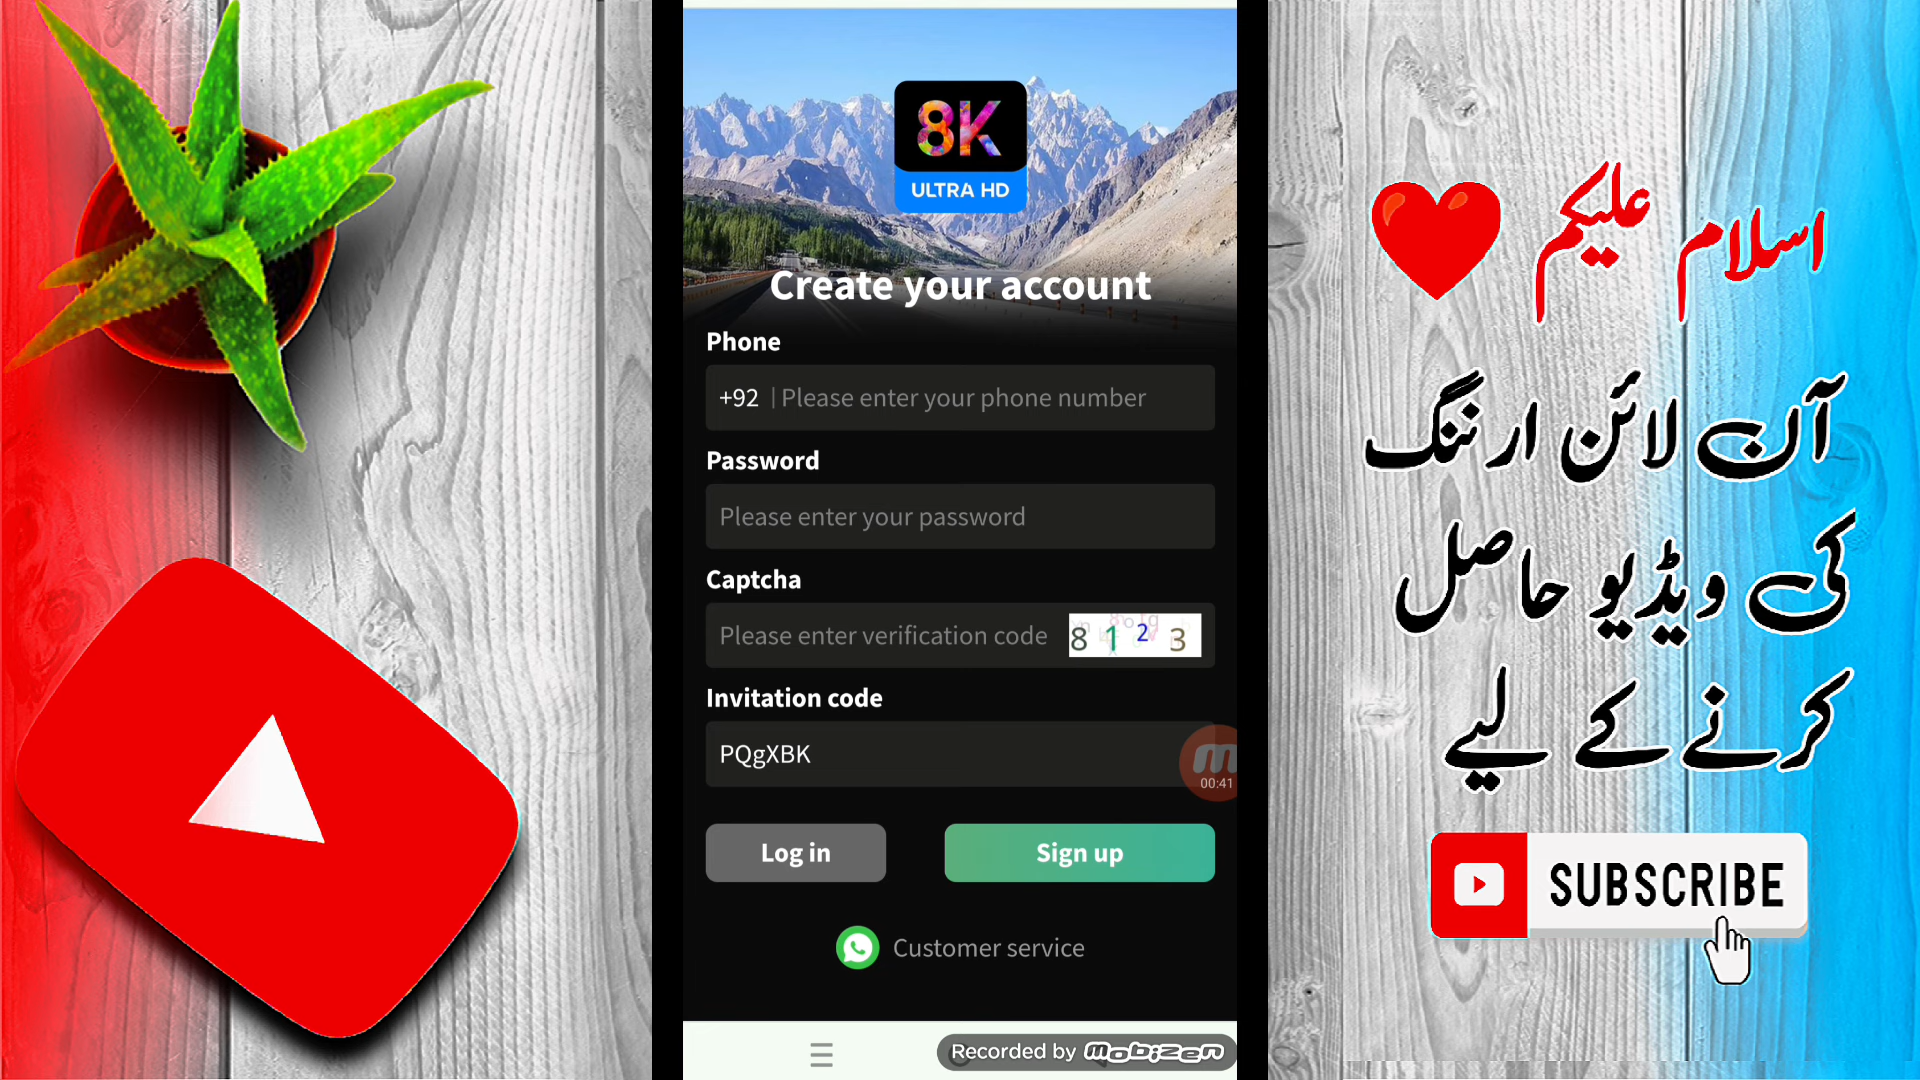 8K
ULTRA HD
Create your account
Phone
+92 Please enter your phone number
Password
Please enter your password
Captcha
Please enter verification code 8 1 2 3
Invitation code
PQgXBK
00:41
Log in Sign up
Customer service
Recorded by MOBIZEN
اسلام علیکم
آن لائن ارننگ
کی ویڈیو حاصل
کرنے کے لیے
SUBSCRIBE